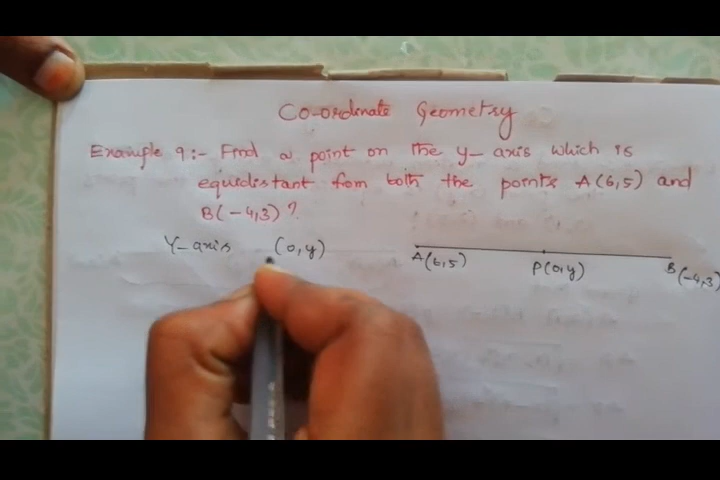 Co-ordinate Geometry
Example 9:- Find a point on the y-axis which is
equidistant from both the points A(6,5) and
B(-4,3)?
Y-axis (0,y)
A(6,5) P(0,y) B(-4,3)